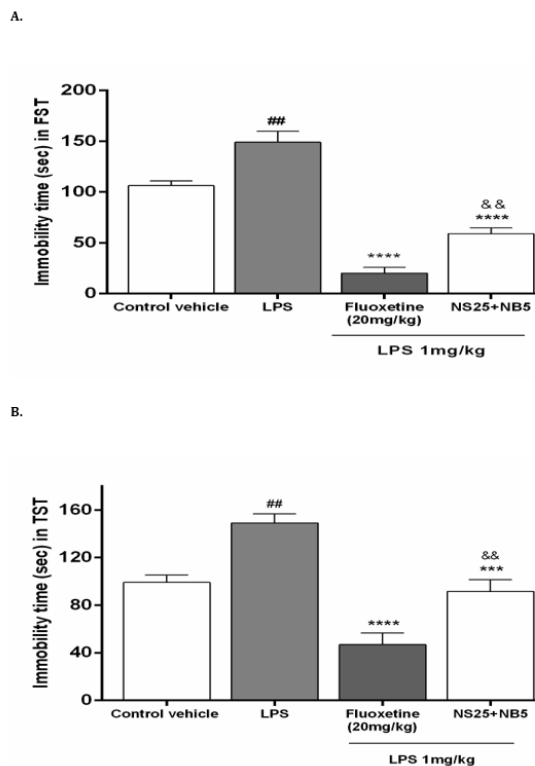 A.
Immobility time (sec) in FST
200
150
100
50
0
##
****
& &
****
Control vehicle
LPS
Fluoxetine
(20mg/kg)
NS25+NB5
LPS 1mg/kg
B.
Immobility time (sec) in TST
160
120
80
40
0
##
****
&&
***
Control vehicle
LPS
Fluoxetine
(20mg/kg)
NS25+NB5
LPS 1mg/kg